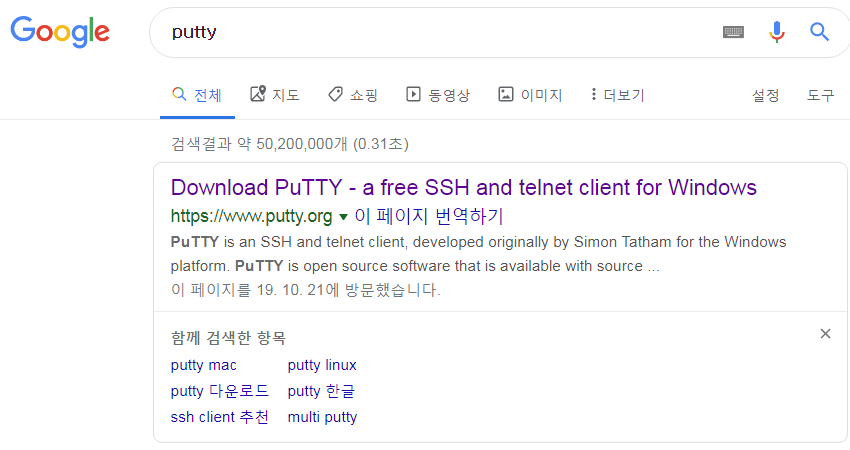 Google putty
전체 지도 쇼핑 동영상 이미지 더보기 설정 도구
검색결과 약 50,200,000개 (0.31초)
Download PuTTY - a free SSH and telnet client for Windows
https://www.putty.org 이 페이지 번역하기
PuTTY is an SSH and telnet client, developed originally by Simon Tatham for the Windows
platform. PuTTY is open source software that is available with source ...
이 페이지를 19. 10. 21에 방문했습니다.
함께 검색한 항목
putty mac putty linux
putty 다운로드 putty 한글
ssh client 추천 multi putty